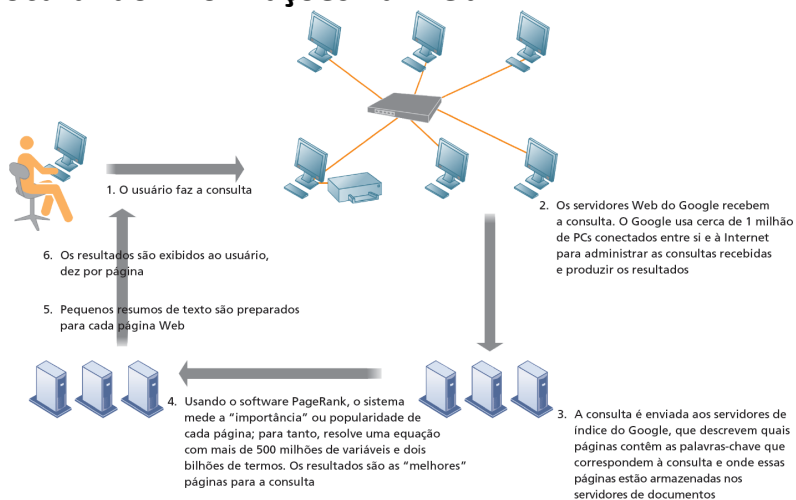 1. O usuário faz a consulta
2. Os servidores Web do Google recebem
a consulta. O Google usa cerca de 1 milhão
de PCs conectados entre si e à Internet
para administrar as consultas recebidas
e produzir os resultados
3. A consulta é enviada aos servidores de
índice do Google, que descrevem quais
páginas contêm as palavras-chave que
correspondem à consulta e onde essas
páginas estão armazenadas nos
servidores de documentos
4. Usando o software PageRank, o sistema
mede a “importância” ou popularidade de
cada página; para tanto, resolve uma equação
com mais de 500 milhões de variáveis e dois
bilhões de termos. Os resultados são as “melhores”
páginas para a consulta
5. Pequenos resumos de texto são preparados
para cada página Web
6. Os resultados são exibidos ao usuário,
dez por página